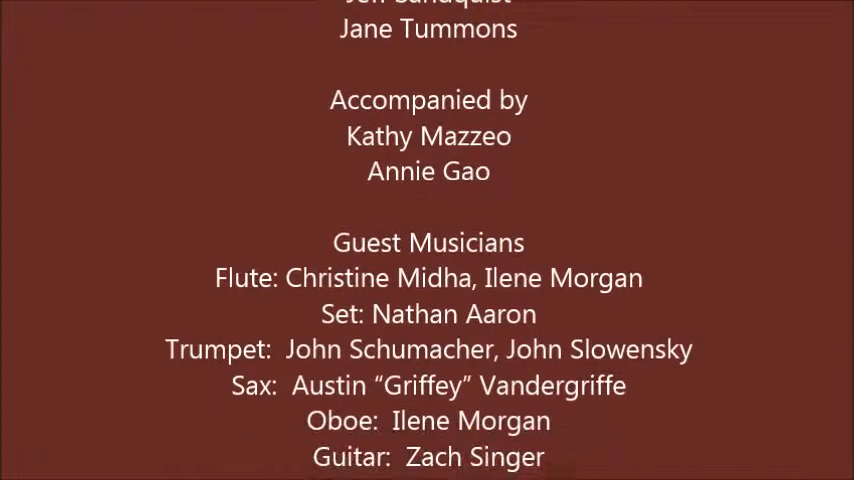 Jane Tummons
Accompanied by
Kathy Mazzeo
Annie Gao
Guest Musicians
Flute: Christine Midha, Ilene Morgan
Set: Nathan Aaron
Trumpet:  John Schumacher, John Slowensky
Sax:  Austin “Griffey” Vandergriffe
Oboe:  Ilene Morgan
Guitar:  Zach Singer